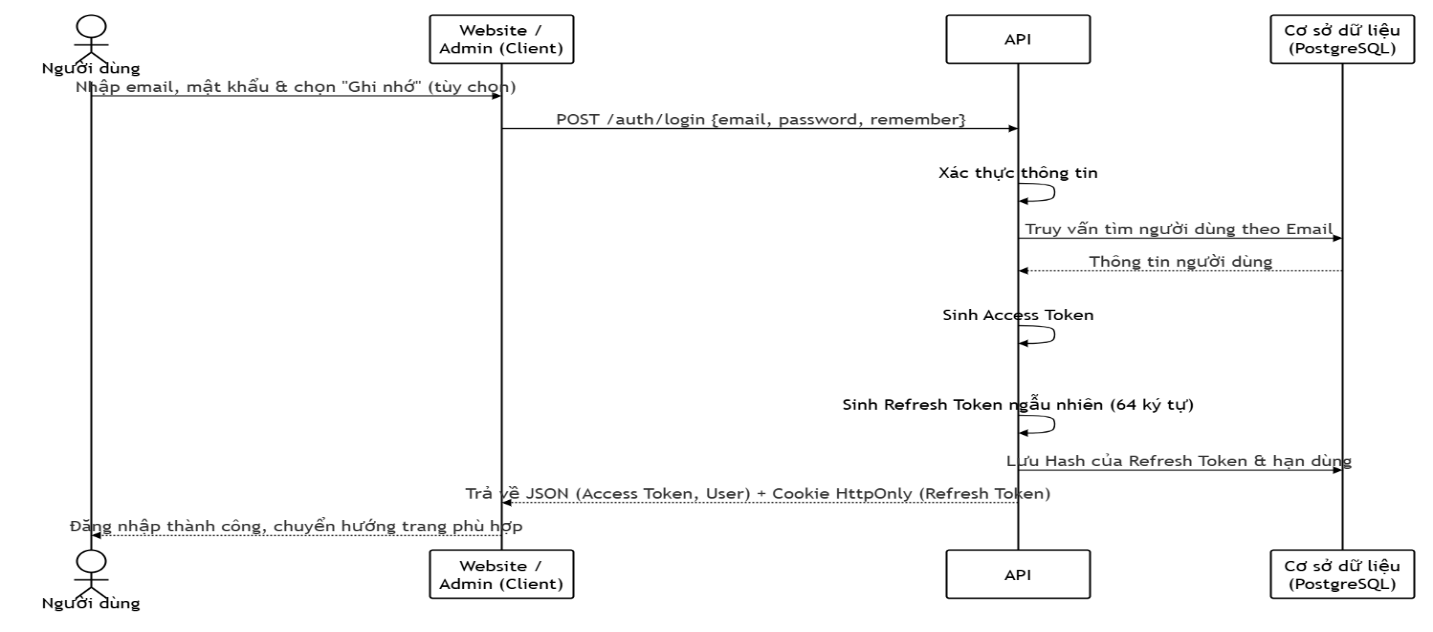 Người dùng
Website /
Admin (Client)
API
Cơ sở dữ liệu
(PostgreSQL)
Nhập email, mật khẩu & chọn "Ghi nhớ" (tùy chọn)
POST /auth/login {email, password, remember}
Xác thực thông tin
Truy vấn tìm người dùng theo Email
Thông tin người dùng
Sinh Access Token
Sinh Refresh Token ngẫu nhiên (64 ký tự)
Lưu Hash của Refresh Token & hạn dùng
Trả về JSON (Access Token, User) + Cookie HttpOnly (Refresh Token)
Đăng nhập thành công, chuyển hướng trang phù hợp
Người dùng
Website /
Admin (Client)
API
Cơ sở dữ liệu
(PostgreSQL)